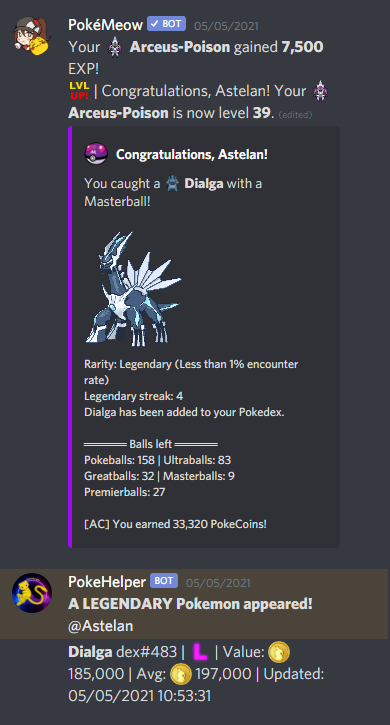 PokéMeow BOT 05/05/2021
Your Arceus-Poison gained 7,500
EXP!
LVL UP! | Congratulations, Astelan! Your
Arceus-Poison is now level 39. (edited)
Congratulations, Astelan!
You caught a Dialga with a
Masterball!
Rarity: Legendary (Less than 1% encounter
rate)
Legendary streak: 4
Dialga has been added to your Pokedex.
═══════ Balls left ═══════
Pokeballs: 158 | Ultraballs: 83
Greatballs: 32 | Masterballs: 9
Premierballs: 27
[AC] You earned 33,320 PokeCoins!
PokeHelper BOT 05/05/2021
A LEGENDARY Pokemon appeared!
@Astelan
Dialga dex#483 | L | Value:
185,000 | Avg: 197,000 | Updated:
05/05/2021 10:53:31